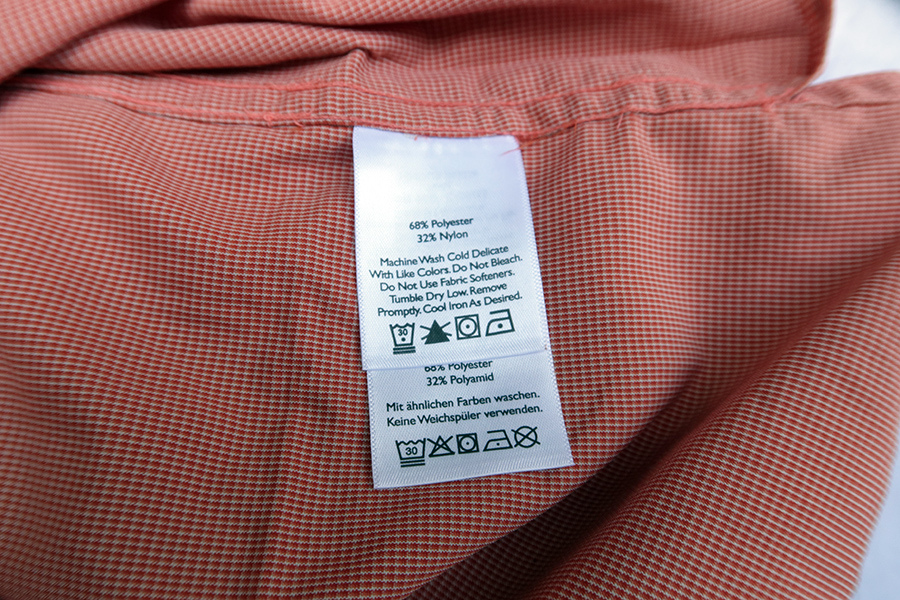 68% Polyester
32% Nylon
Machine Wash Cold Delicate
With Like Colors. Do Not Bleach.
Do Not Use Fabric Softeners.
Tumble Dry Low, Remove
Promptly, Cool Iron As Desired.
30
68% Polyester
32% Polyamid
Mit ähnlichen Farben waschen.
Keine Weichspüler verwenden.
30